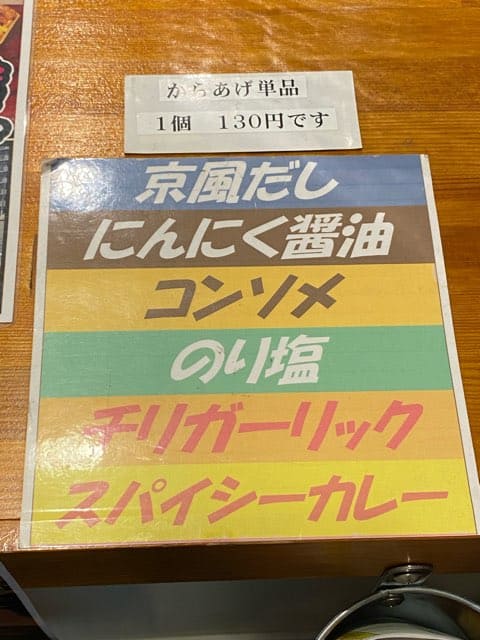 からあげ単品
1個 130円です
京風だし
にんにく醤油
コンソメ
のり塩
チリガーリック
スパイシーカレー